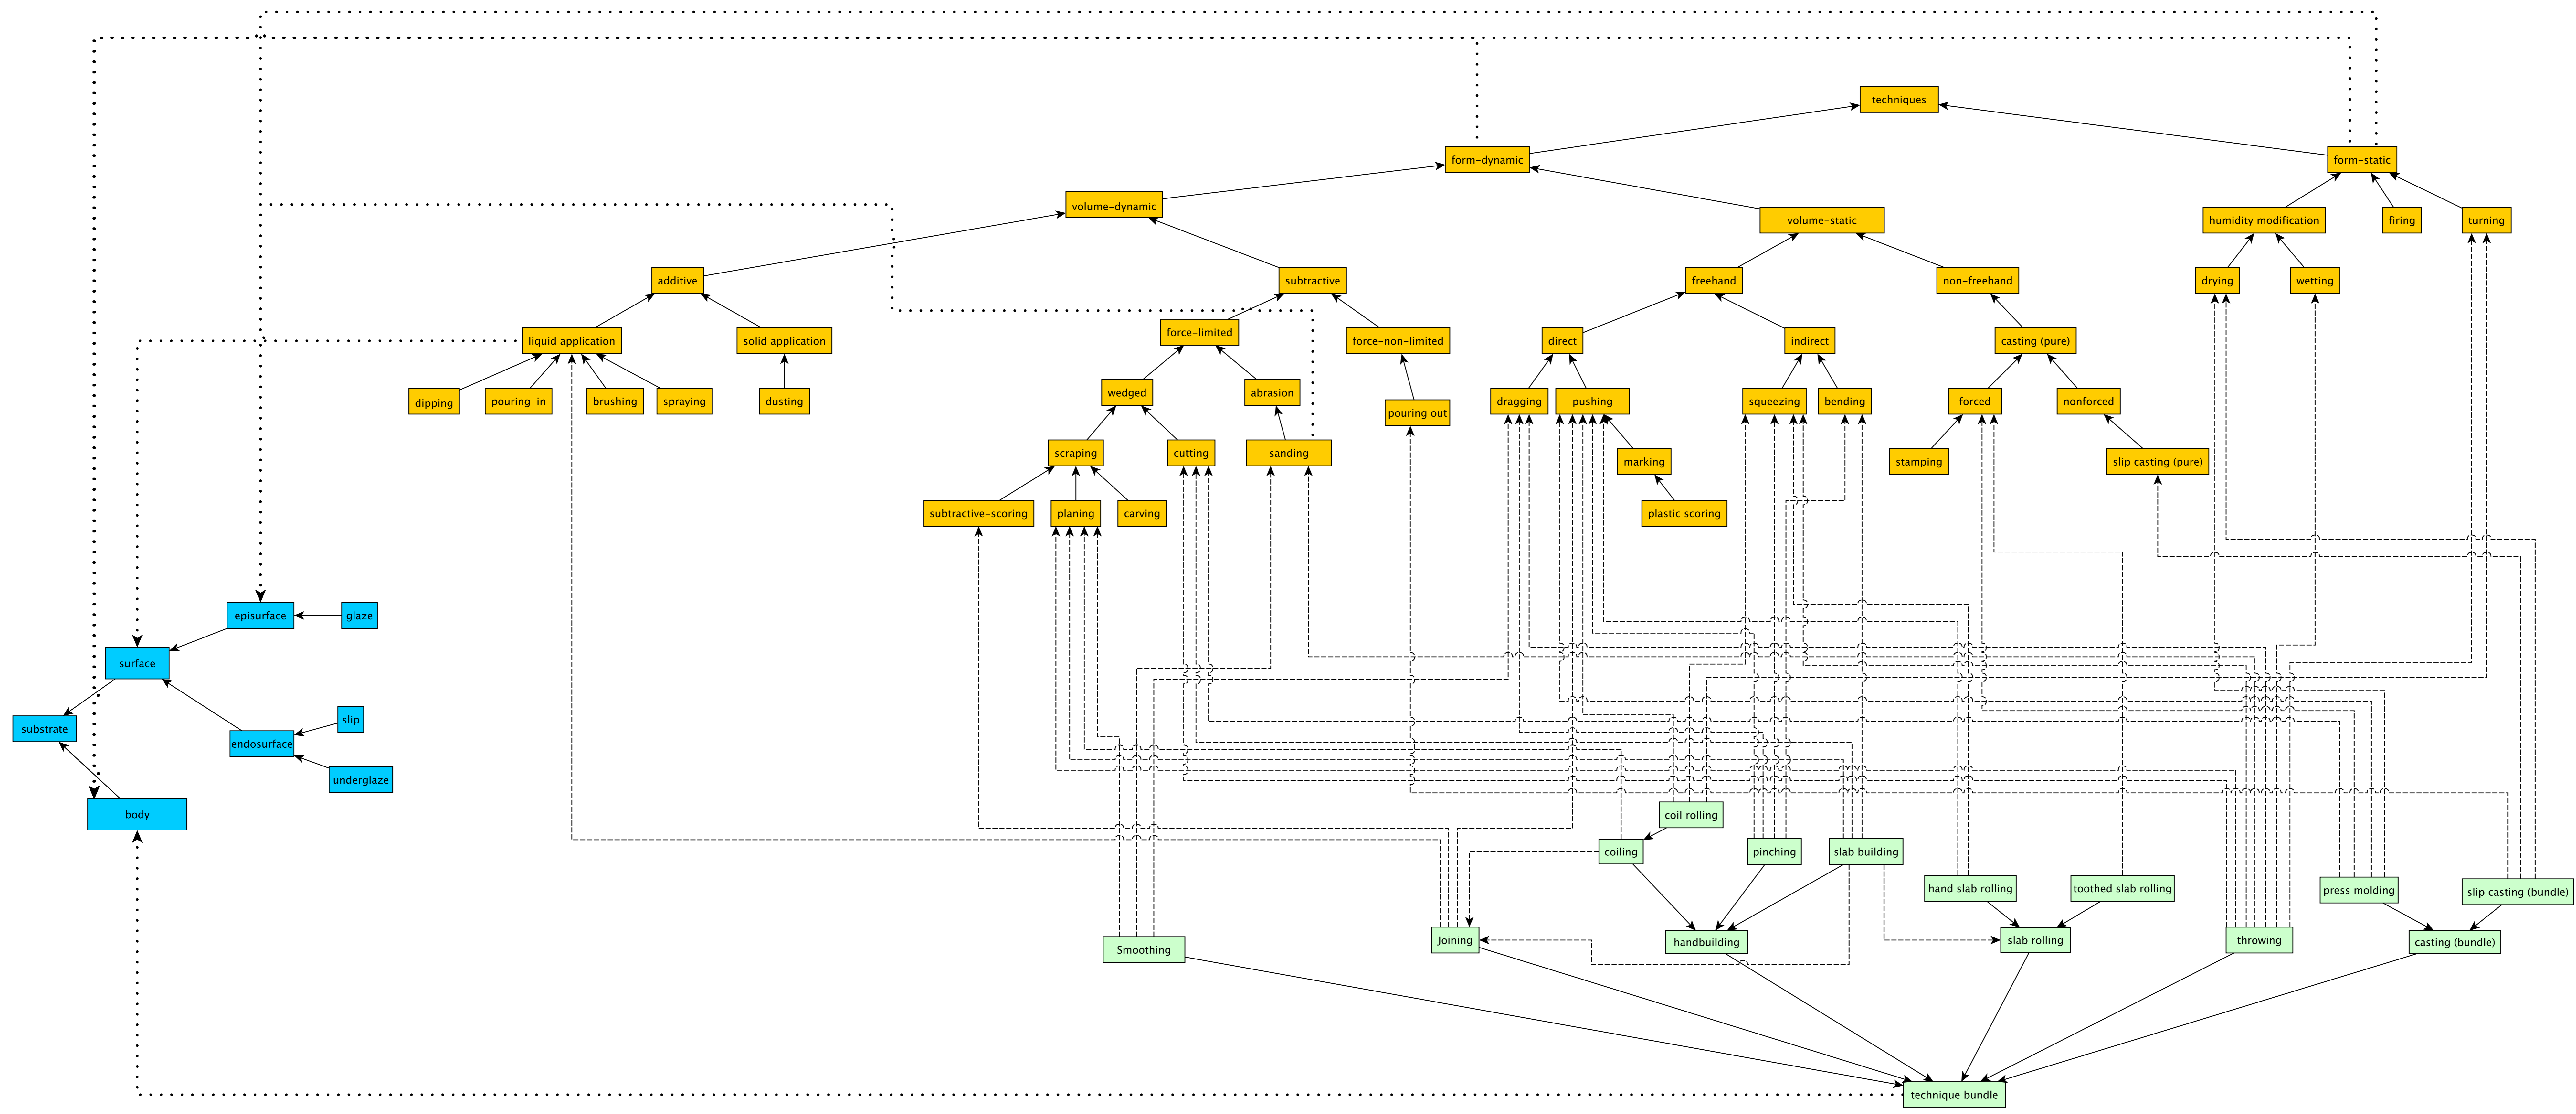 techniques
form-dynamic
form-static
volume-dynamic
volume-static
humidity modification
firing
turning
additive
subtractive
freehand
non-freehand
drying
wetting
liquid application
solid application
force-limited
force-non-limited
direct
indirect
casting (pure)
dipping
pouring-in
brushing
spraying
dusting
wedged
abrasion
pouring out
dragging
pushing
squeezing
bending
forced
nonforced
scraping
cutting
sanding
marking
stamping
slip casting (pure)
subtractive-scoring
planing
carving
plastic scoring
episurface
glaze
surface
slip
substrate
endosurface
underglaze
body
coil rolling
coiling
pinching
slab building
hand slab rolling
toothed slab rolling
press molding
slip casting (bundle)
Smoothing
Joining
handbuilding
slab rolling
throwing
casting (bundle)
technique bundle